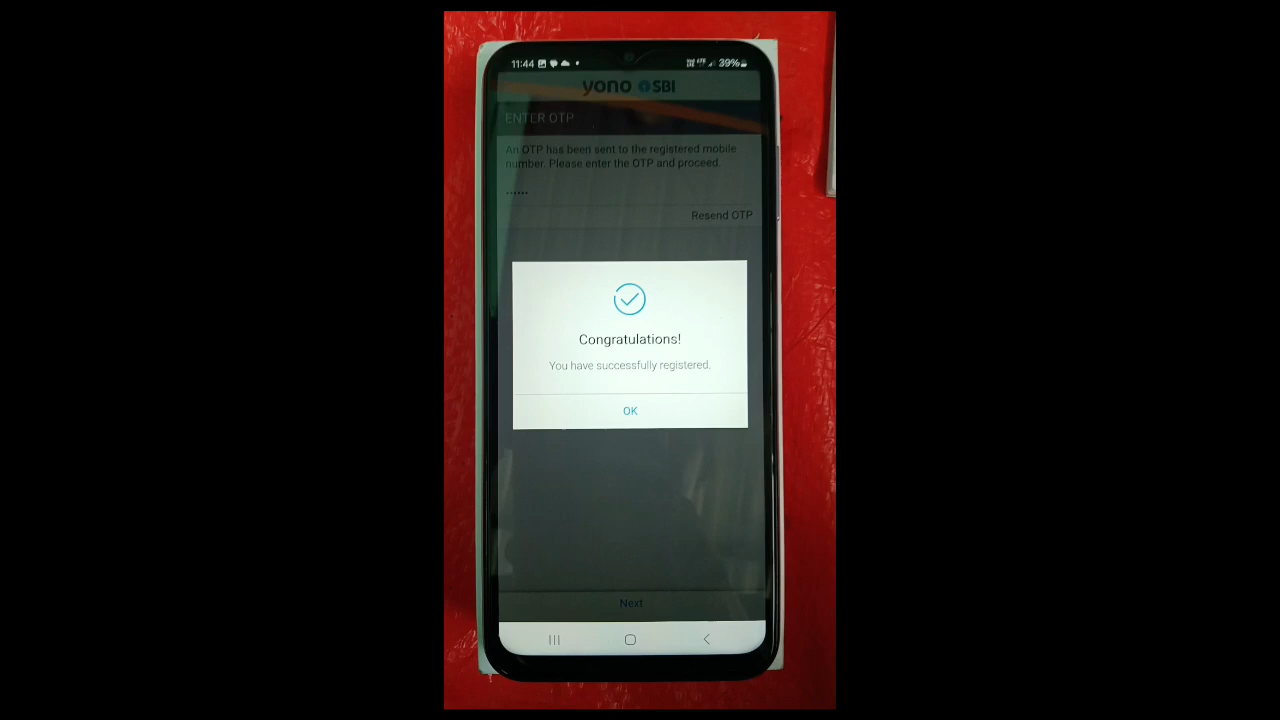 11:44
39%
yono SBI
ENTER OTP
An OTP has been sent to the registered mobile
number. Please enter the OTP and proceed.
Resend OTP
Congratulations!
You have successfully registered.
OK
Next